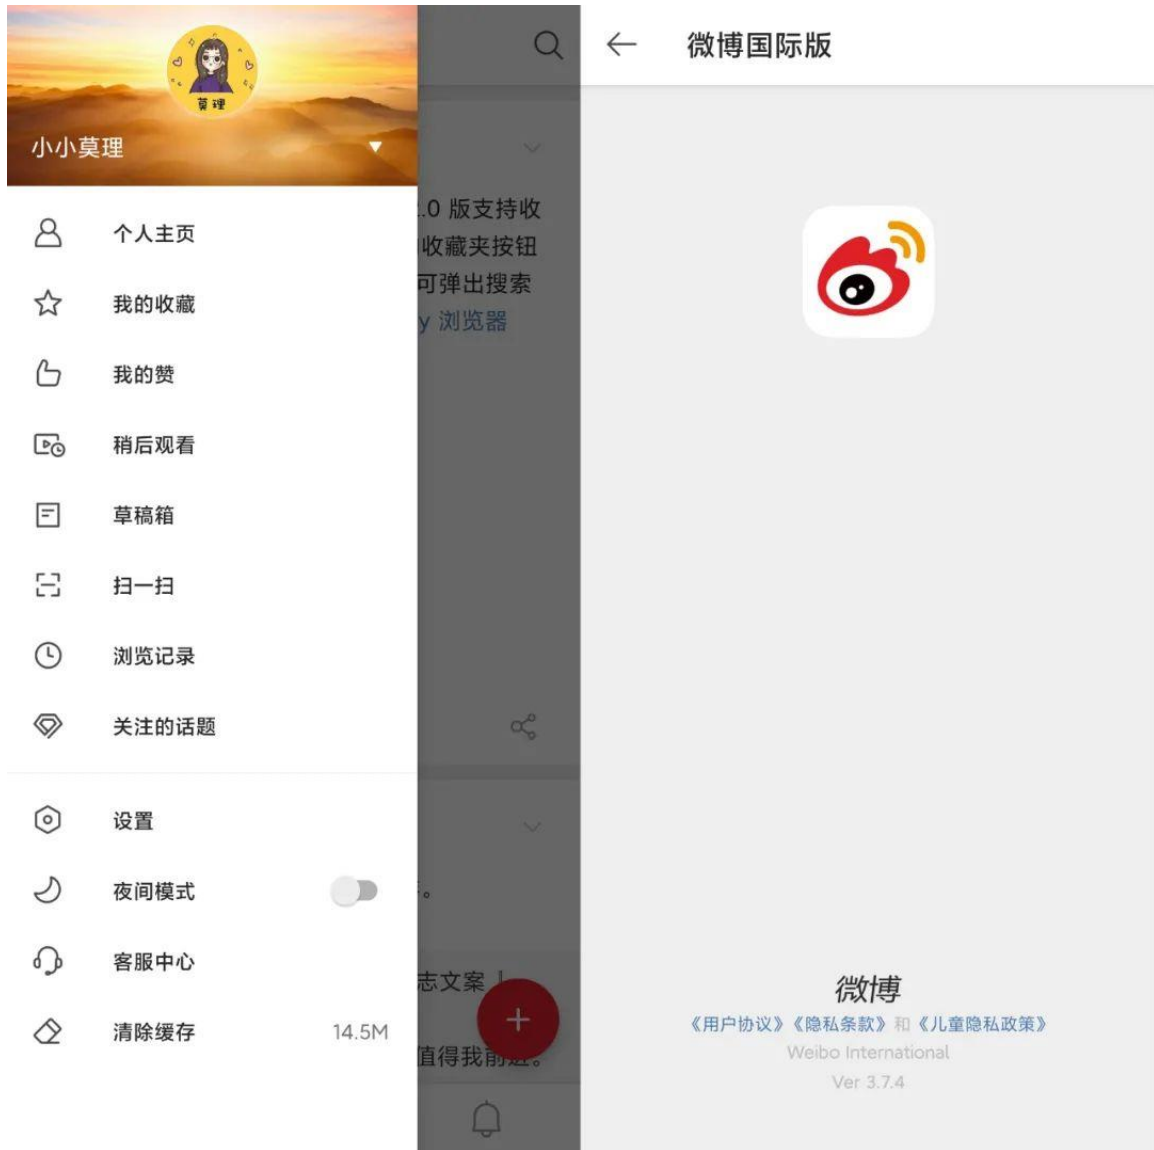 莫理
小小莫理
个人主页
我的收藏
我的赞
稍后观看
草稿箱
扫一扫
浏览记录
关注的话题
设置
夜间模式
客服中心
清除缓存 14.5M
.0 版支持收
收藏夹按钮
可弹出搜索
y 浏览器
。
志文案』
值得我前进。
微博国际版
微博
《用户协议》《隐私条款》和《儿童隐私政策》
Weibo International
Ver 3.7.4